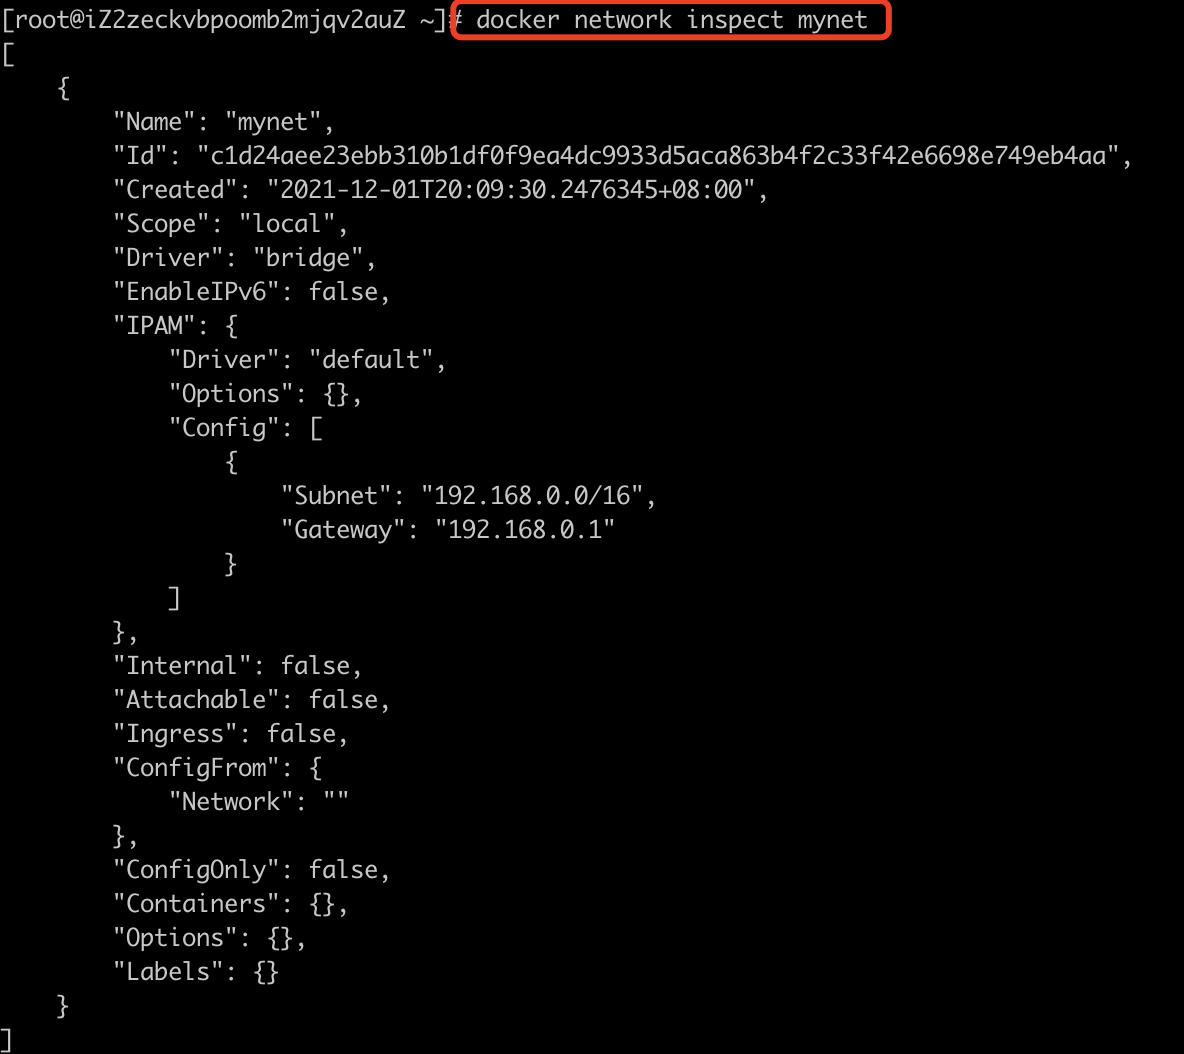 [root@iZ2zeckvbpoomb2mjqv2auZ ~]# docker network inspect mynet
[
    {
        "Name": "mynet",
        "Id": "c1d24aee23ebb310b1df0f9ea4dc9933d5aca863b4f2c33f42e6698e749eb4aa",
        "Created": "2021-12-01T20:09:30.2476345+08:00",
        "Scope": "local",
        "Driver": "bridge",
        "EnableIPv6": false,
        "IPAM": {
            "Driver": "default",
            "Options": {},
            "Config": [
                {
                    "Subnet": "192.168.0.0/16",
                    "Gateway": "192.168.0.1"
                }
            ]
        },
        "Internal": false,
        "Attachable": false,
        "Ingress": false,
        "ConfigFrom": {
            "Network": ""
        },
        "ConfigOnly": false,
        "Containers": {},
        "Options": {},
        "Labels": {}
    }
]